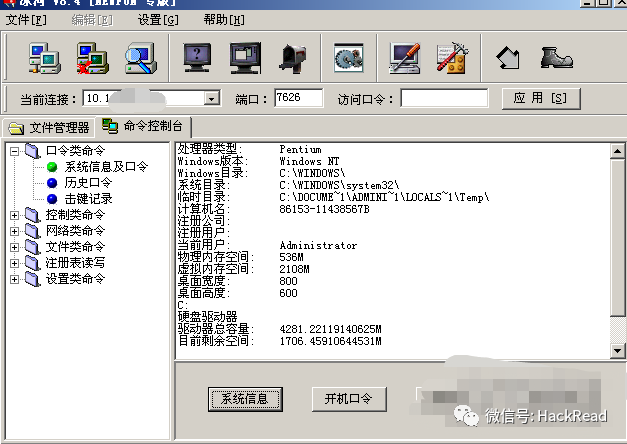 冰河 V8.4 [NEWFUN 专版]
文件[F] 编辑[E] 设置[G] 帮助[H]
当前连接: 10.1 端口: 7626 访问口令: 应 用 [S]
文件管理器 命令控制台
口令类命令
系统信息及口令
历史口令
击键记录
控制类命令
网络类命令
文件类命令
注册表读写
设置类命令
处理器类型: Pentium
Windows版本: Windows NT
Windows目录: C:\WINDOWS\
系统目录: C:\WINDOWS\system32\
临时目录: C:\DOCUME~1\ADMINI~1\LOCALS~1\Temp\
计算机名: 86153-11438567B
注册公司:
注册用户:
当前用户: Administrator
物理内存空间: 536M
虚拟内存空间: 2108M
桌面宽度: 800
桌面高度: 600
C:
硬盘驱动器
驱动器总容量: 4281.22119140625M
目前剩余空间: 1706.45910644531M
系统信息 开机口令
微信号: HackRead